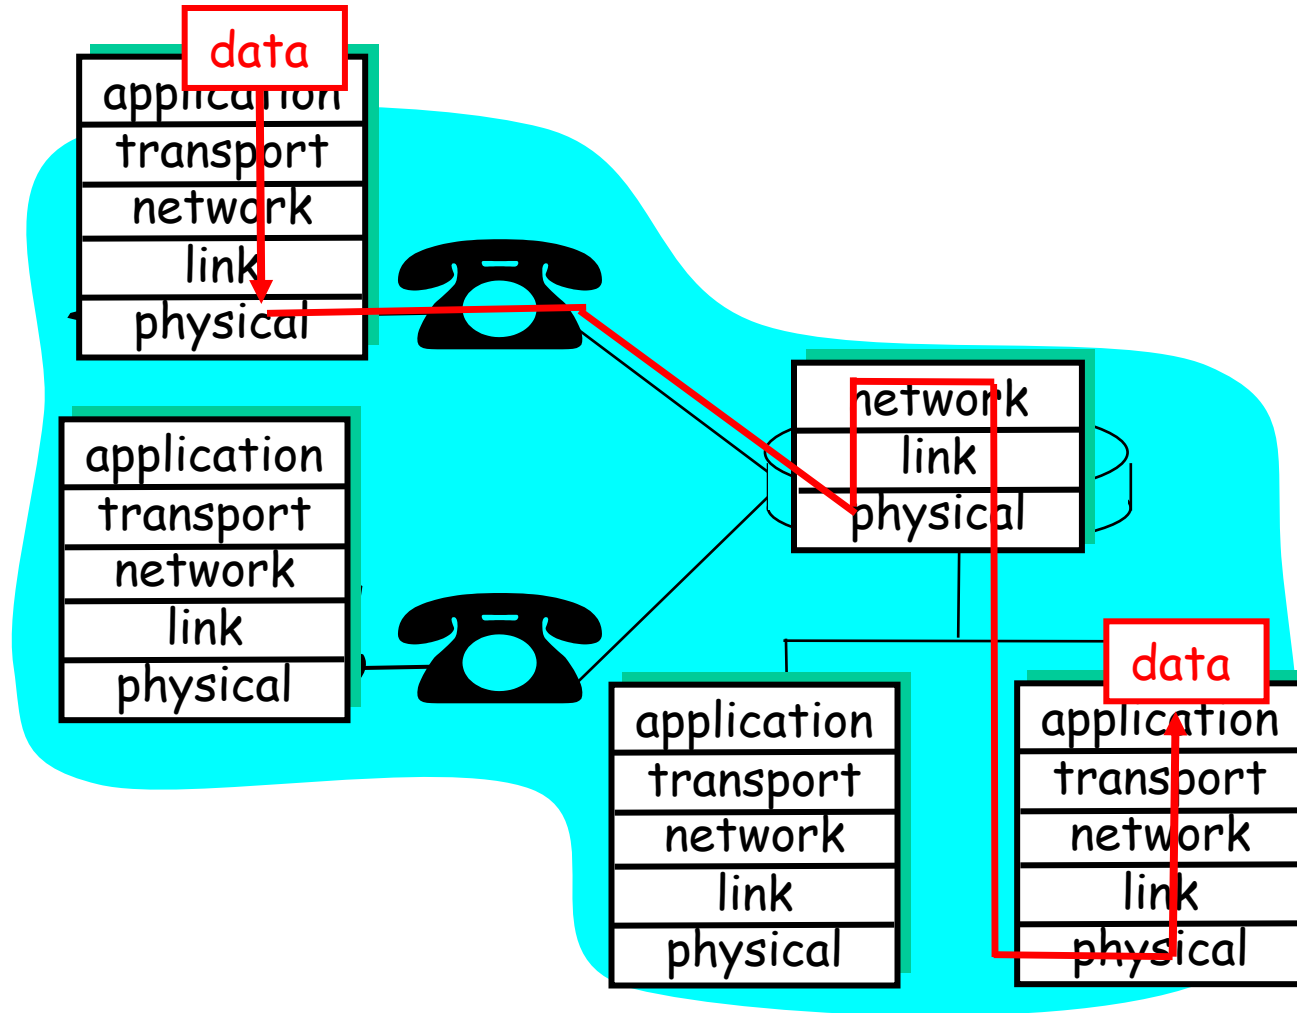 data
application
transport
network
link
physical
application
transport
network
link
physical
network
link
physical
application
transport
network
link
physical
data
application
transport
network
link
physical